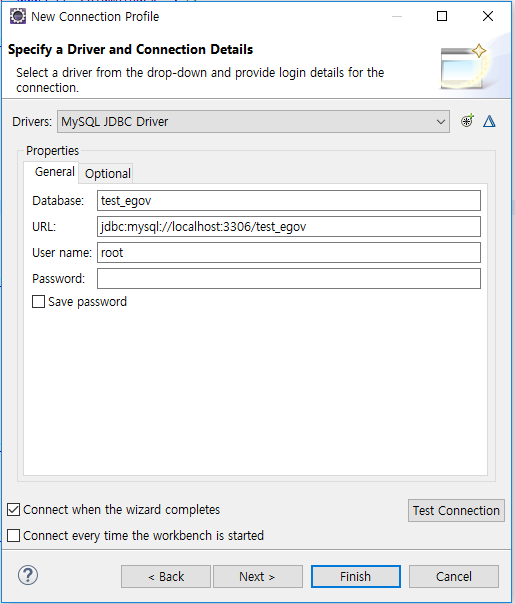 New Connection Profile
Specify a Driver and Connection Details
Select a driver from the drop-down and provide login details for the
connection.
Drivers: MySQL JDBC Driver
Properties
General Optional
Database: test_egov
URL: jdbc:mysql://localhost:3306/test_egov
User name: root
Password:
Save password
Connect when the wizard completes
Test Connection
Connect every time the workbench is started
? < Back Next > Finish Cancel